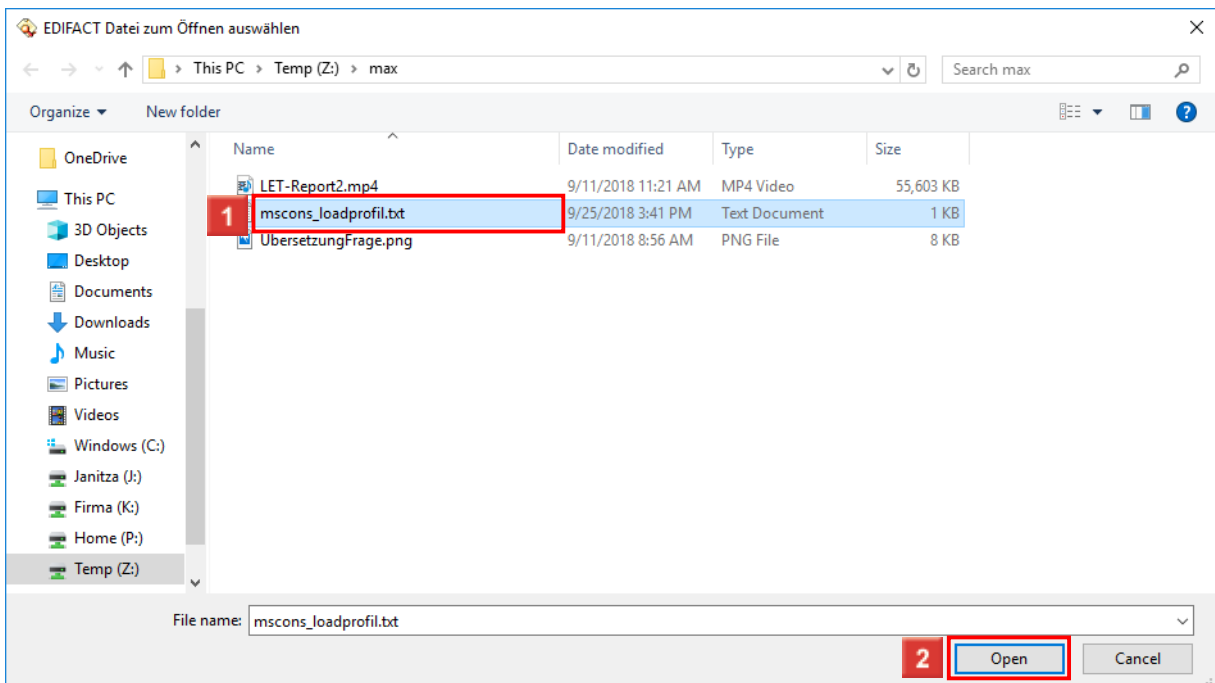 EDIFACT Datei zum Öffnen auswählen
This PC > Temp (Z:) > max
Search max
Organize
New folder
Name Date modified Type Size
OneDrive
This PC
3D Objects
Desktop
Documents
Downloads
Music
Pictures
Videos
Windows (C:)
Janitza (J:)
Firma (K:)
Home (P:)
Temp (Z:)
LET-Report2.mp4 9/11/2018 11:21 AM MP4 Video 55,603 KB
1 mscons_loadprofil.txt 9/25/2018 3:41 PM Text Document 1 KB
ÜbersetzungFrage.png 9/11/2018 8:56 AM PNG File 8 KB
File name: mscons_loadprofil.txt
2 Open Cancel